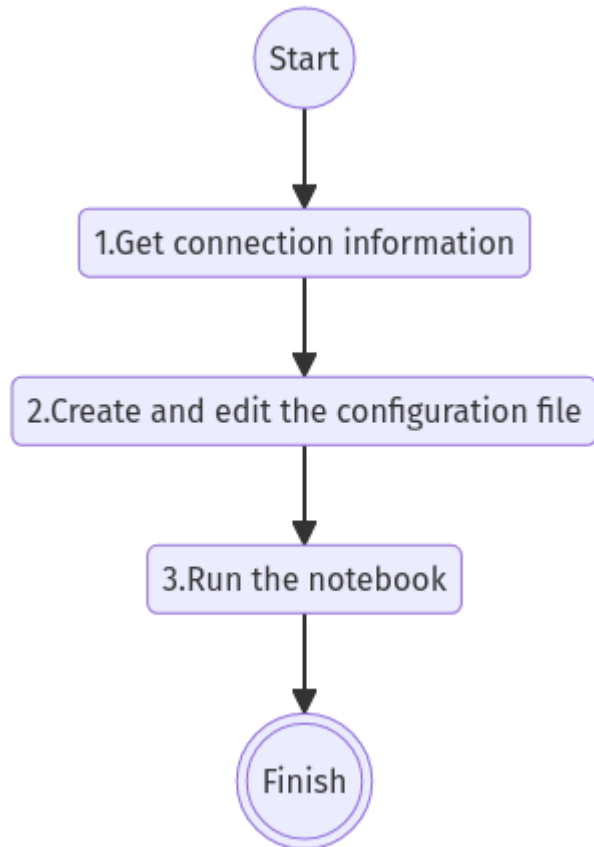 Start
1.Get connection information
2.Create and edit the configuration file
3.Run the notebook
Finish